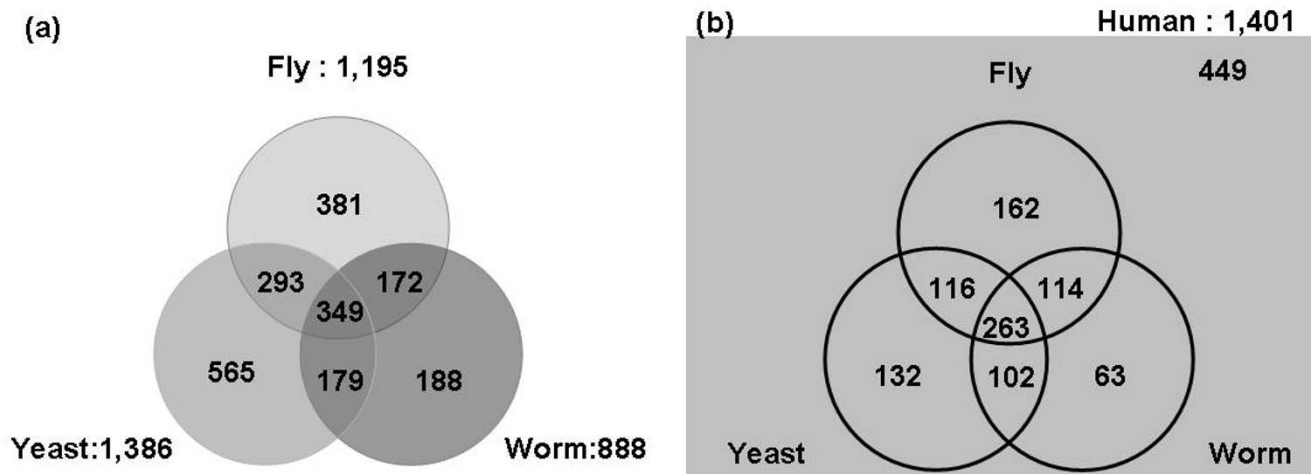 (a)
Fly : 1,195
381
293
172
349
565
179
188
Yeast:1,386
Worm:888
(b)
Human : 1,401
Fly
449
162
116
114
263
132
102
63
Yeast
Worm